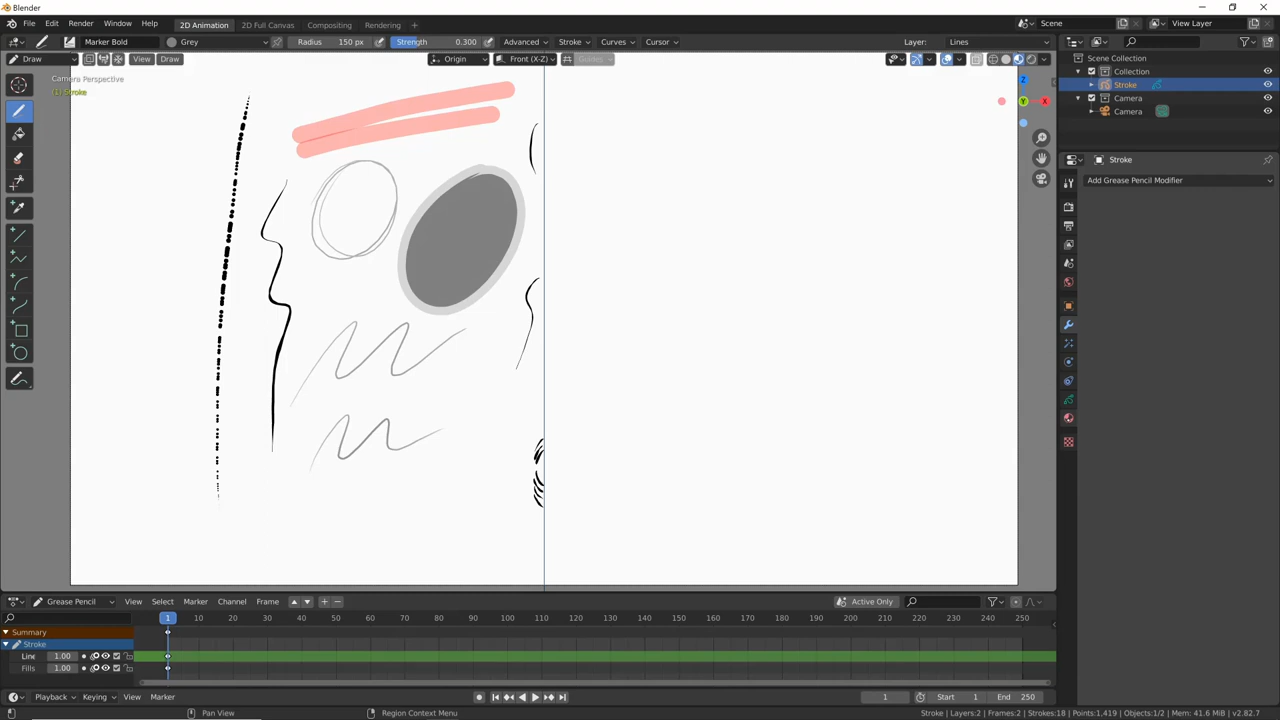 Blender
File Edit Render Window Help 2D Animation 2D Full Canvas Compositing Rendering + Scene View Layer
Marker Bold Grey Radius 150 px Strength 0.300 Advanced Stroke Curves Cursor Layer: Lines
Draw View Draw Origin Front (X-Z) Guides
Scene Collection
Collection
Stroke
Camera
Camera
Camera Perspective
(1) Stroke
Z
Y
X
Stroke
Add Grease Pencil Modifier
Grease Pencil View Select Marker Channel Frame Active Only
1 10 20 30 40 50 60 70 80 90 100 110 120 130 140 150 160 170 180 190 200 210 220 230 240 250
Summary
Stroke
Line 1.00
Fills 1.00
Playback Keying View Marker 1 Start 1 End 250
Pan View Region Context Menu Stroke | Layers:2 | Frames:2 | Strokes:18 | Points:1,419 | Objects:1/2 | Mem: 41.6 MiB | v2.82.7